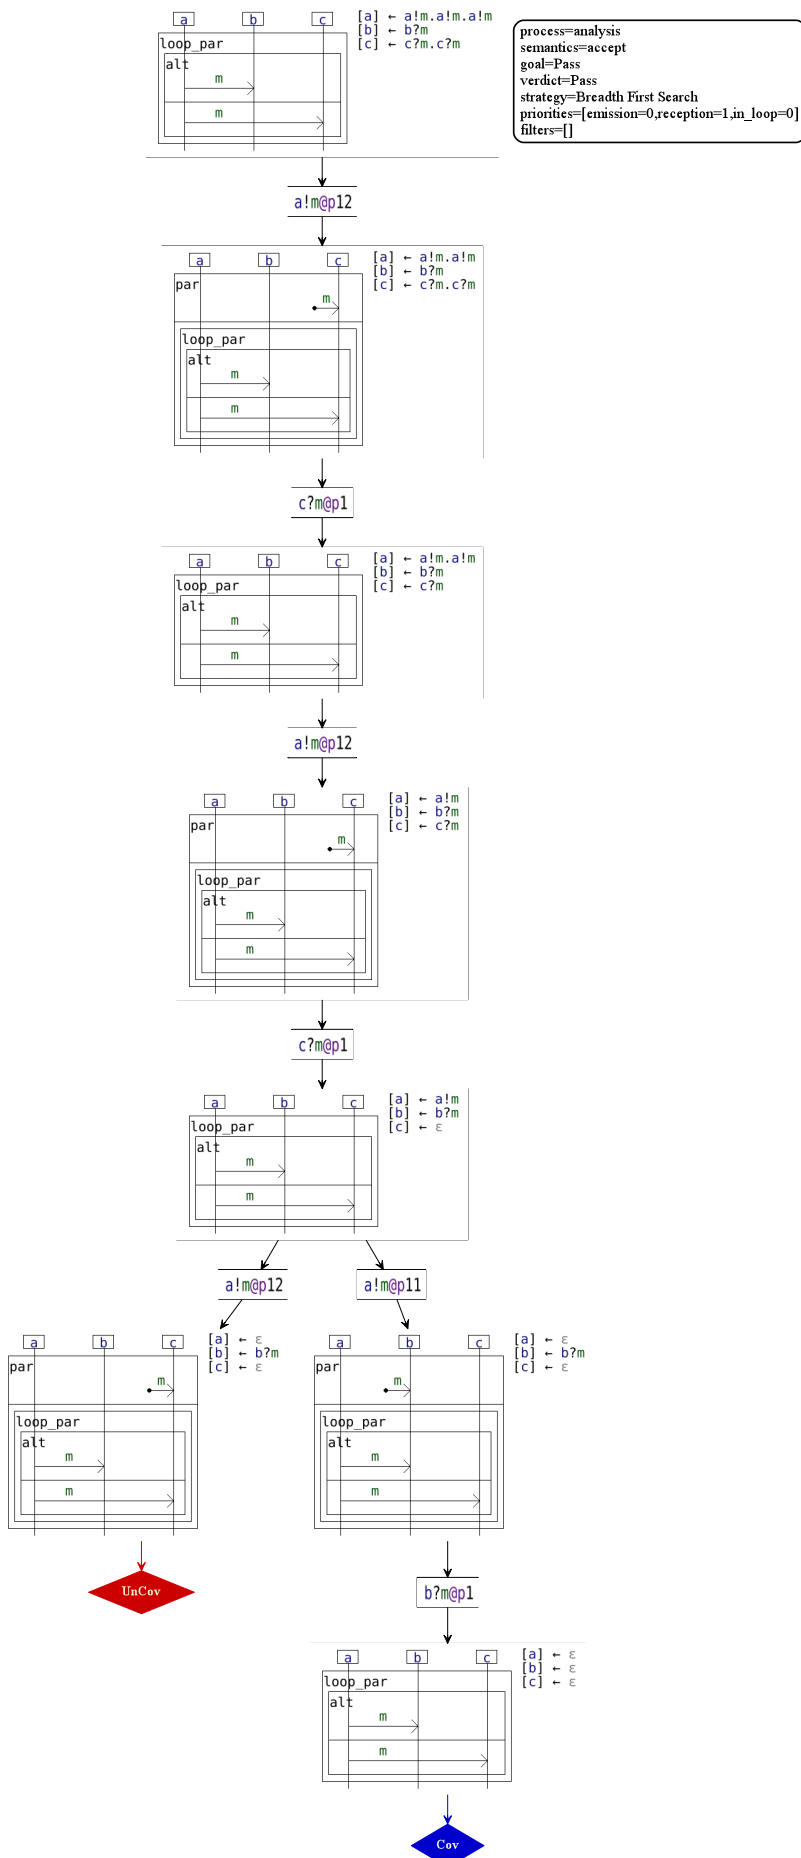 a b c
[a] ← a!m.a!m.a!m
[b] ← b?m
[c] ← c?m.c?m
loop_par
alt
m
m
process=analysis
semantics=accept
goal=Pass
verdict=Pass
strategy=Breadth First Search
priorities=[emission=0,reception=1,in_loop=0]
filters=[]
a!m@p12
a b c
[a] ← a!m.a!m
[b] ← b?m
[c] ← c?m.c?m
par
m
loop_par
alt
m
m
c?m@p1
a b c
[a] ← a!m.a!m
[b] ← b?m
[c] ← c?m
loop_par
alt
m
m
a!m@p12
a b c
[a] ← a!m
[b] ← b?m
[c] ← c?m
par
m
loop_par
alt
m
m
c?m@p1
a b c
[a] ← a!m
[b] ← b?m
[c] ← ε
loop_par
alt
m
m
a!m@p12
a!m@p11
a b c
[a] ← ε
[b] ← b?m
[c] ← ε
par
m
loop_par
alt
m
m
UnCov
a b c
[a] ← ε
[b] ← b?m
[c] ← ε
par
m
loop_par
alt
m
m
b?m@p1
a b c
[a] ← ε
[b] ← ε
[c] ← ε
loop_par
alt
m
m
Cov